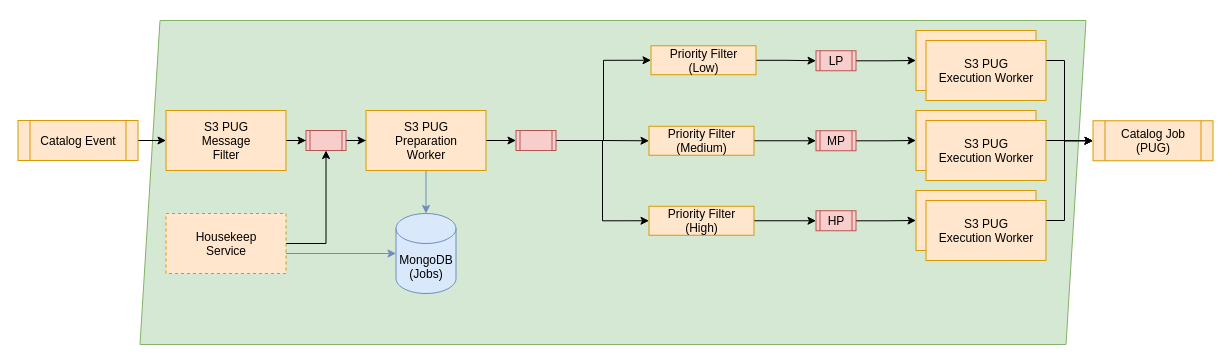 Catalog Event
S3 PUG
Message
Filter
S3 PUG
Preparation
Worker
Housekeep
Service
MongoDB
(Jobs)
Priority Filter
(Low)
LP
S3 PUG
Execution Worker
Priority Filter
(Medium)
MP
S3 PUG
Execution Worker
Priority Filter
(High)
HP
S3 PUG
Execution Worker
Catalog Job
(PUG)